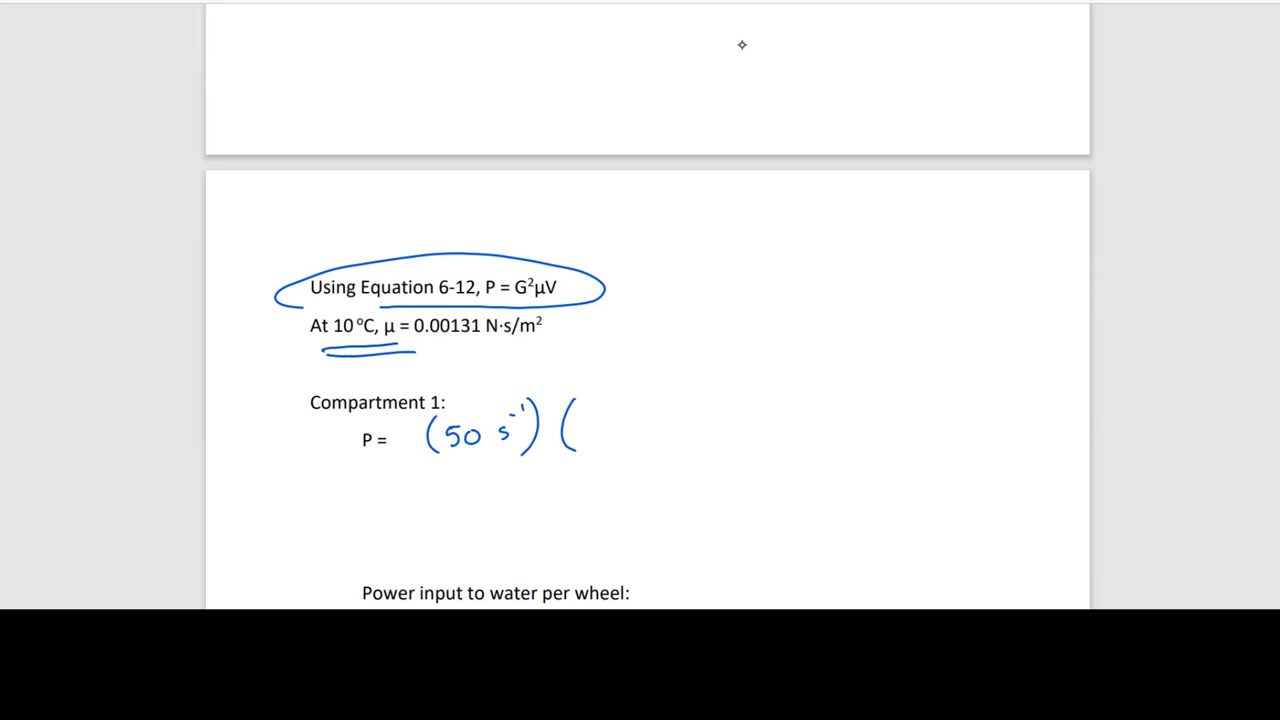 Using Equation 6-12, P = G²µV
At 10 ºC, µ = 0.00131 N·s/m²
Compartment 1:
P = (50 s⁻¹) (
Power input to water per wheel: